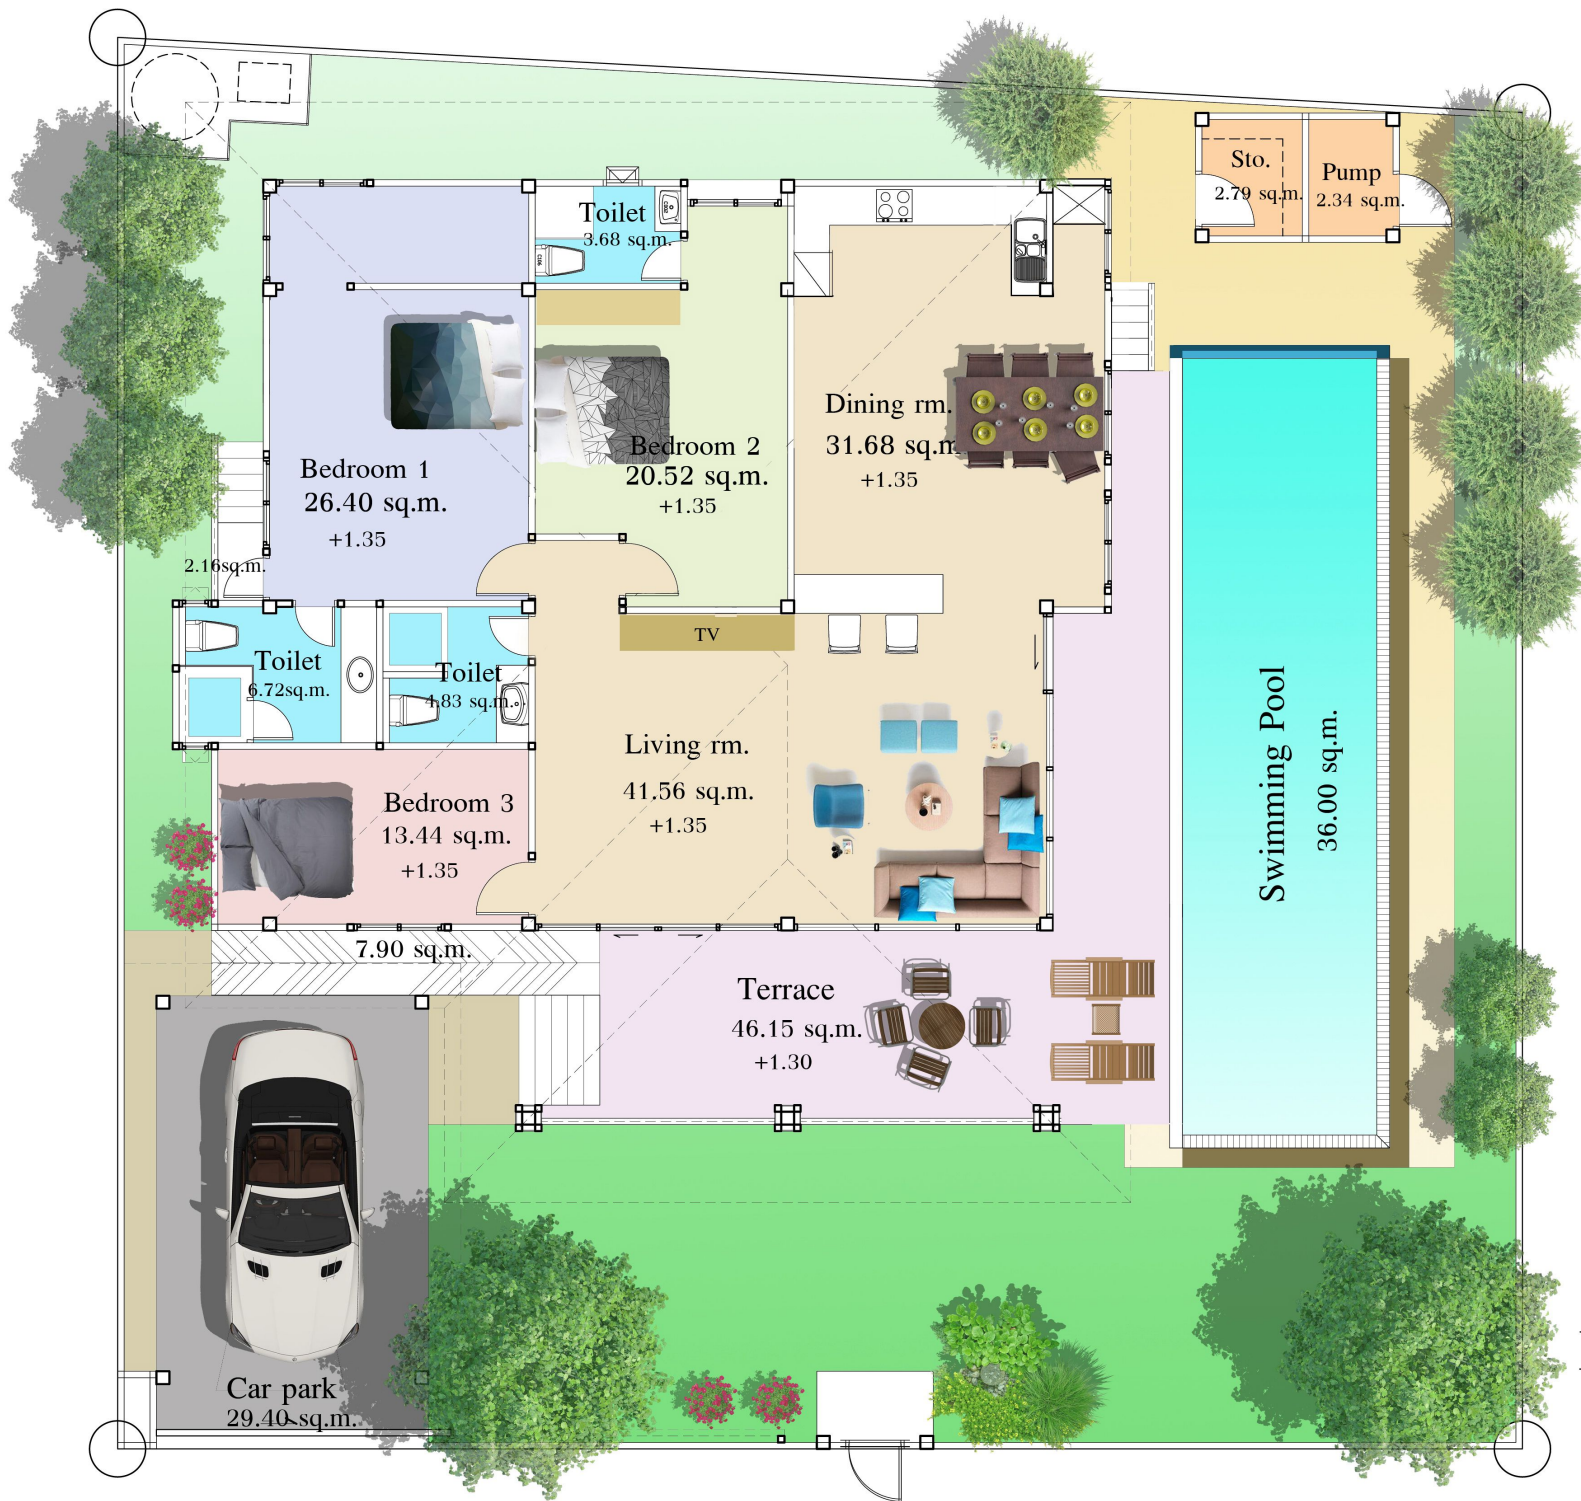 Sto.
2.79 sq.m.
Pump
2.34 sq.m.
Toilet
3.68 sq.m.
Dining rm.
31.68 sq.m
+1.35
Bedroom 2
20.52 sq.m.
+1.35
Bedroom 1
26.40 sq.m.
+1.35
2.16sq.m.
TV
Toilet
6.72sq.m.
Toilet
4.83 sq.m.
Living rm.
41.56 sq.m.
+1.35
Swimming Pool
36.00 sq.m.
Bedroom 3
13.44 sq.m.
+1.35
7.90 sq.m.
Terrace
46.15 sq.m.
+1.30
Car park
29.40 sq.m.